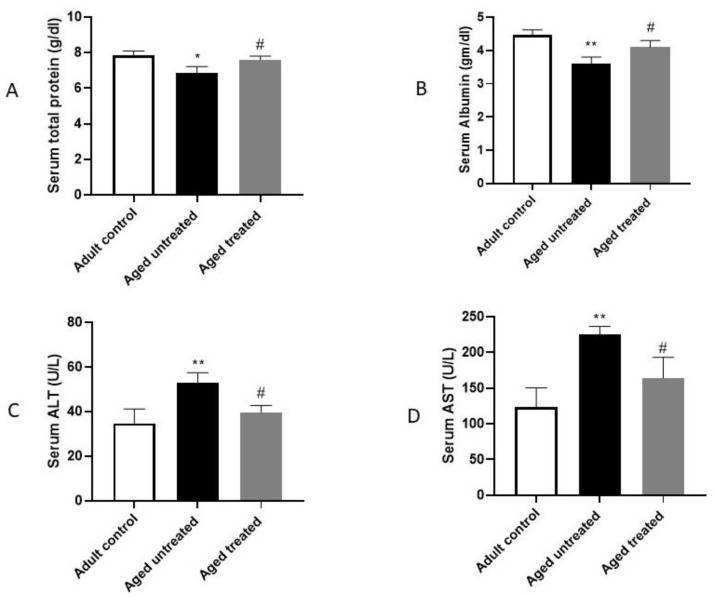 A
Serum total protein (g/dl)
10
8
6
4
2
0
*
#
Adult control
Aged untreated
Aged treated
B
Serum Albumin (gm/dl)
5
4
3
2
1
0
**
#
Adult control
Aged untreated
Aged treated
C
Serum ALT (U/L)
80
60
40
20
0
**
#
Adult control
Aged untreated
Aged treated
D
Serum AST (U/L)
250
200
150
100
50
0
**
#
Adult control
Aged untreated
Aged treated